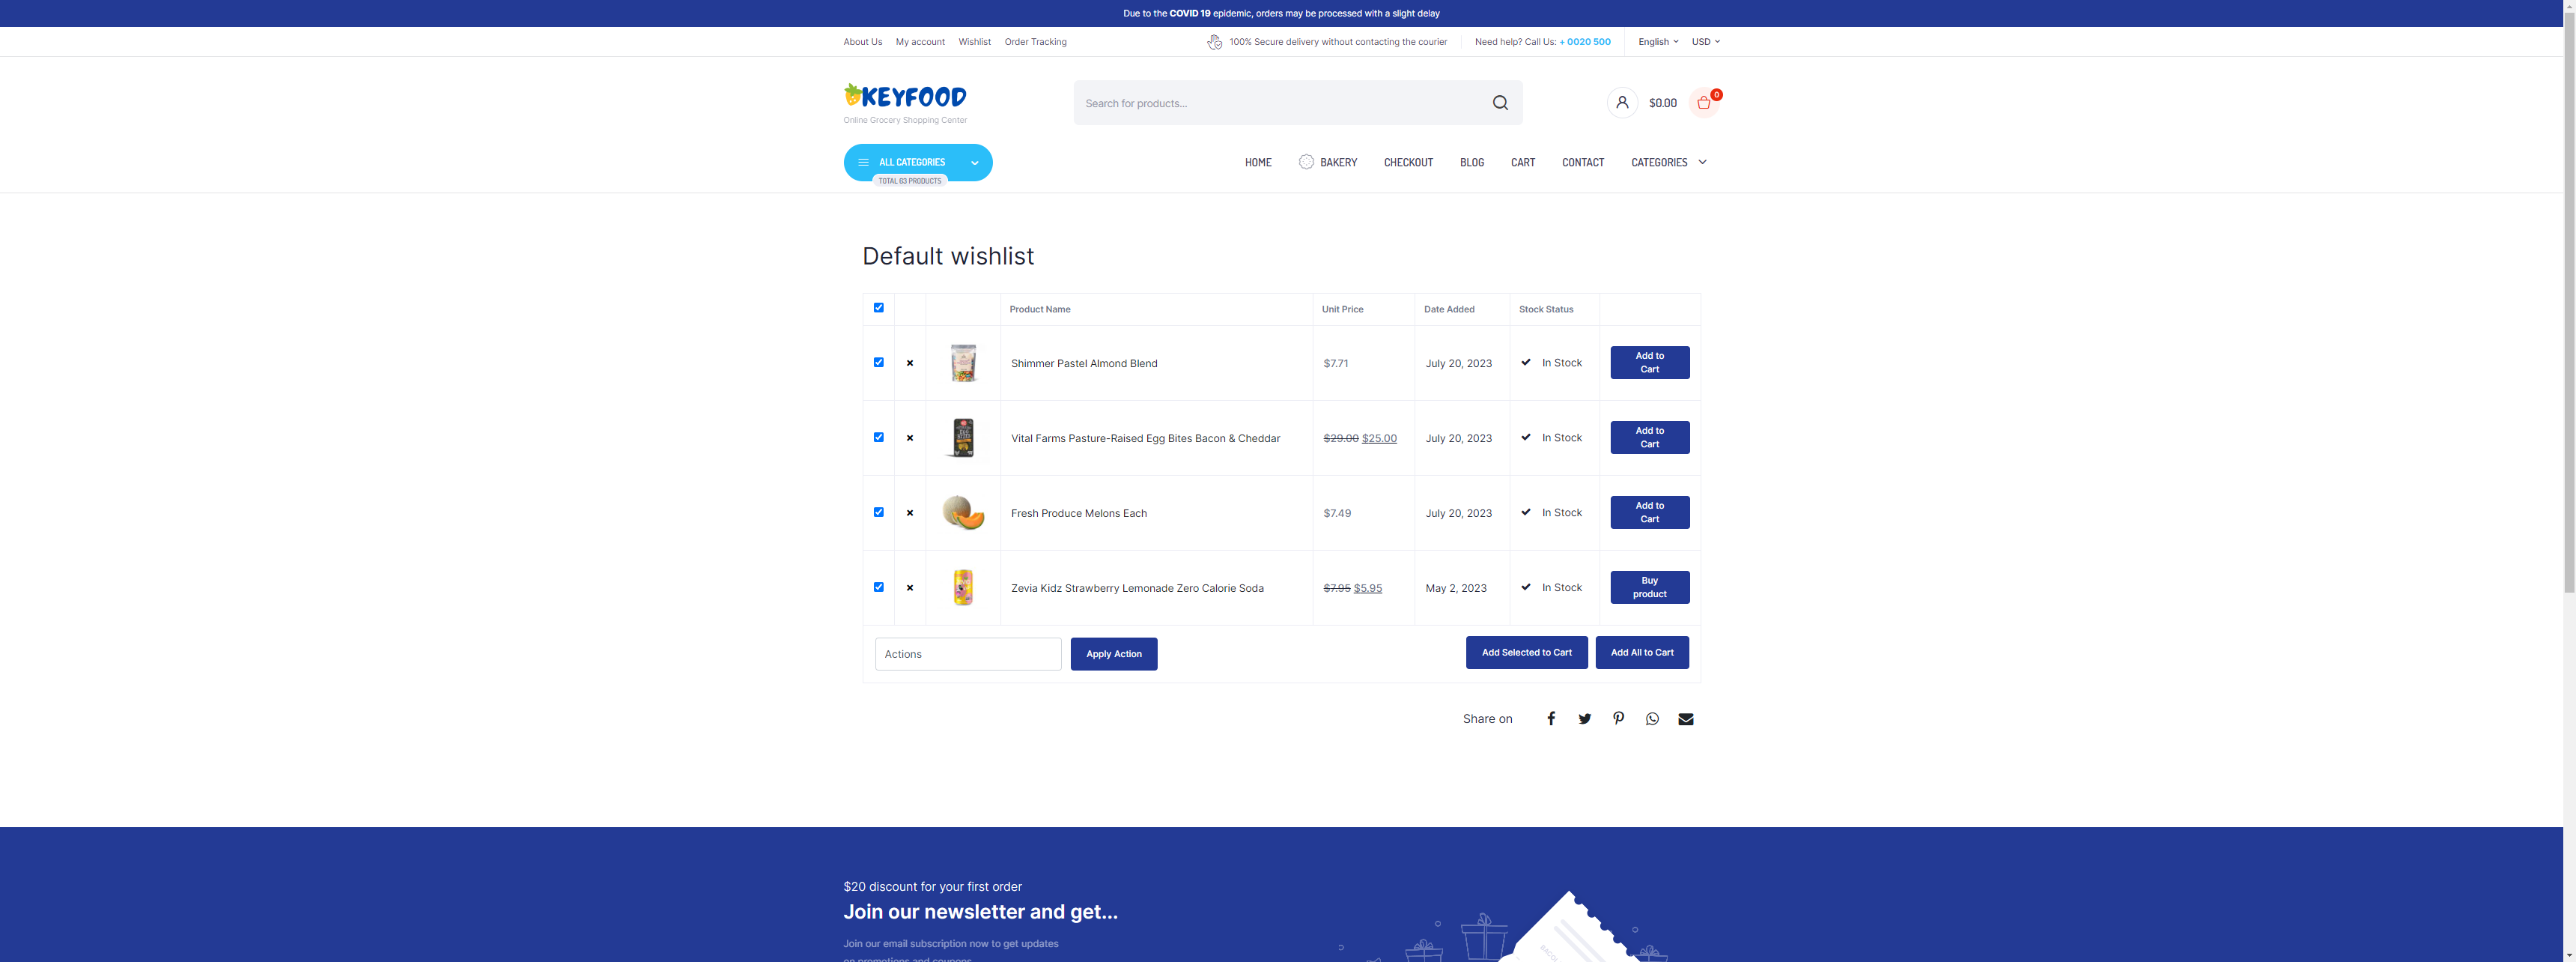 Due to the COVID 19 epidemic, orders may be processed with a slight delay
About Us My account Wishlist Order Tracking
100% Secure delivery without contacting the courier Need help? Call Us: + 0020 500 English USD
KEYFOOD
Online Grocery Shopping Center
Search for products...
$0.00 0
ALL CATEGORIES
TOTAL 63 PRODUCTS
HOME BAKERY CHECKOUT BLOG CART CONTACT CATEGORIES
Default wishlist
Product Name Unit Price Date Added Stock Status
Shimmer Pastel Almond Blend $7.71 July 20, 2023 In Stock Add to Cart
Vital Farms Pasture-Raised Egg Bites Bacon & Cheddar $29.00 $25.00 July 20, 2023 In Stock Add to Cart
Fresh Produce Melons Each $7.49 July 20, 2023 In Stock Add to Cart
Zevia Kidz Strawberry Lemonade Zero Calorie Soda $7.95 $5.95 May 2, 2023 In Stock Buy product
Actions Apply Action Add Selected to Cart Add All to Cart
Share on
$20 discount for your first order
Join our newsletter and get...
Join our email subscription now to get updates
on promotions and coupons.